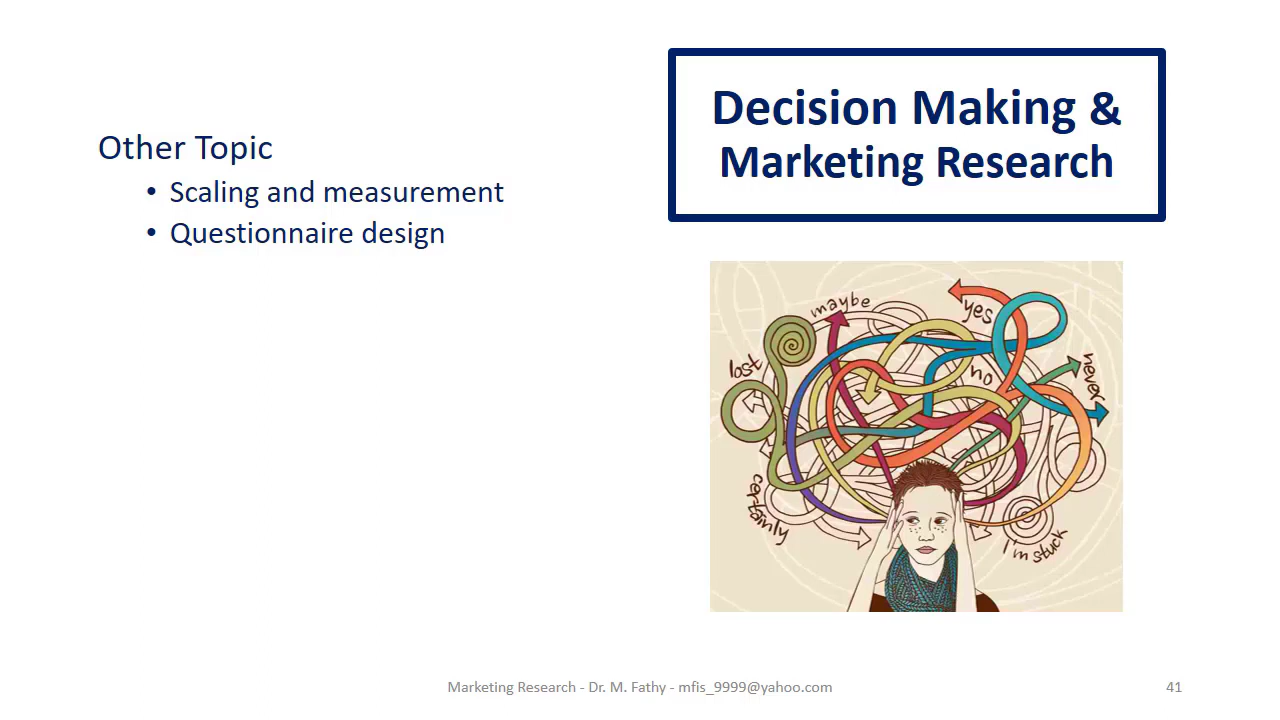 Decision Making &
Marketing Research
Other Topic
• Scaling and measurement
• Questionnaire design
maybe
yes
lost
no
never
certainly
I'm stuck
Marketing Research - Dr. M. Fathy - mfis_9999@yahoo.com
41